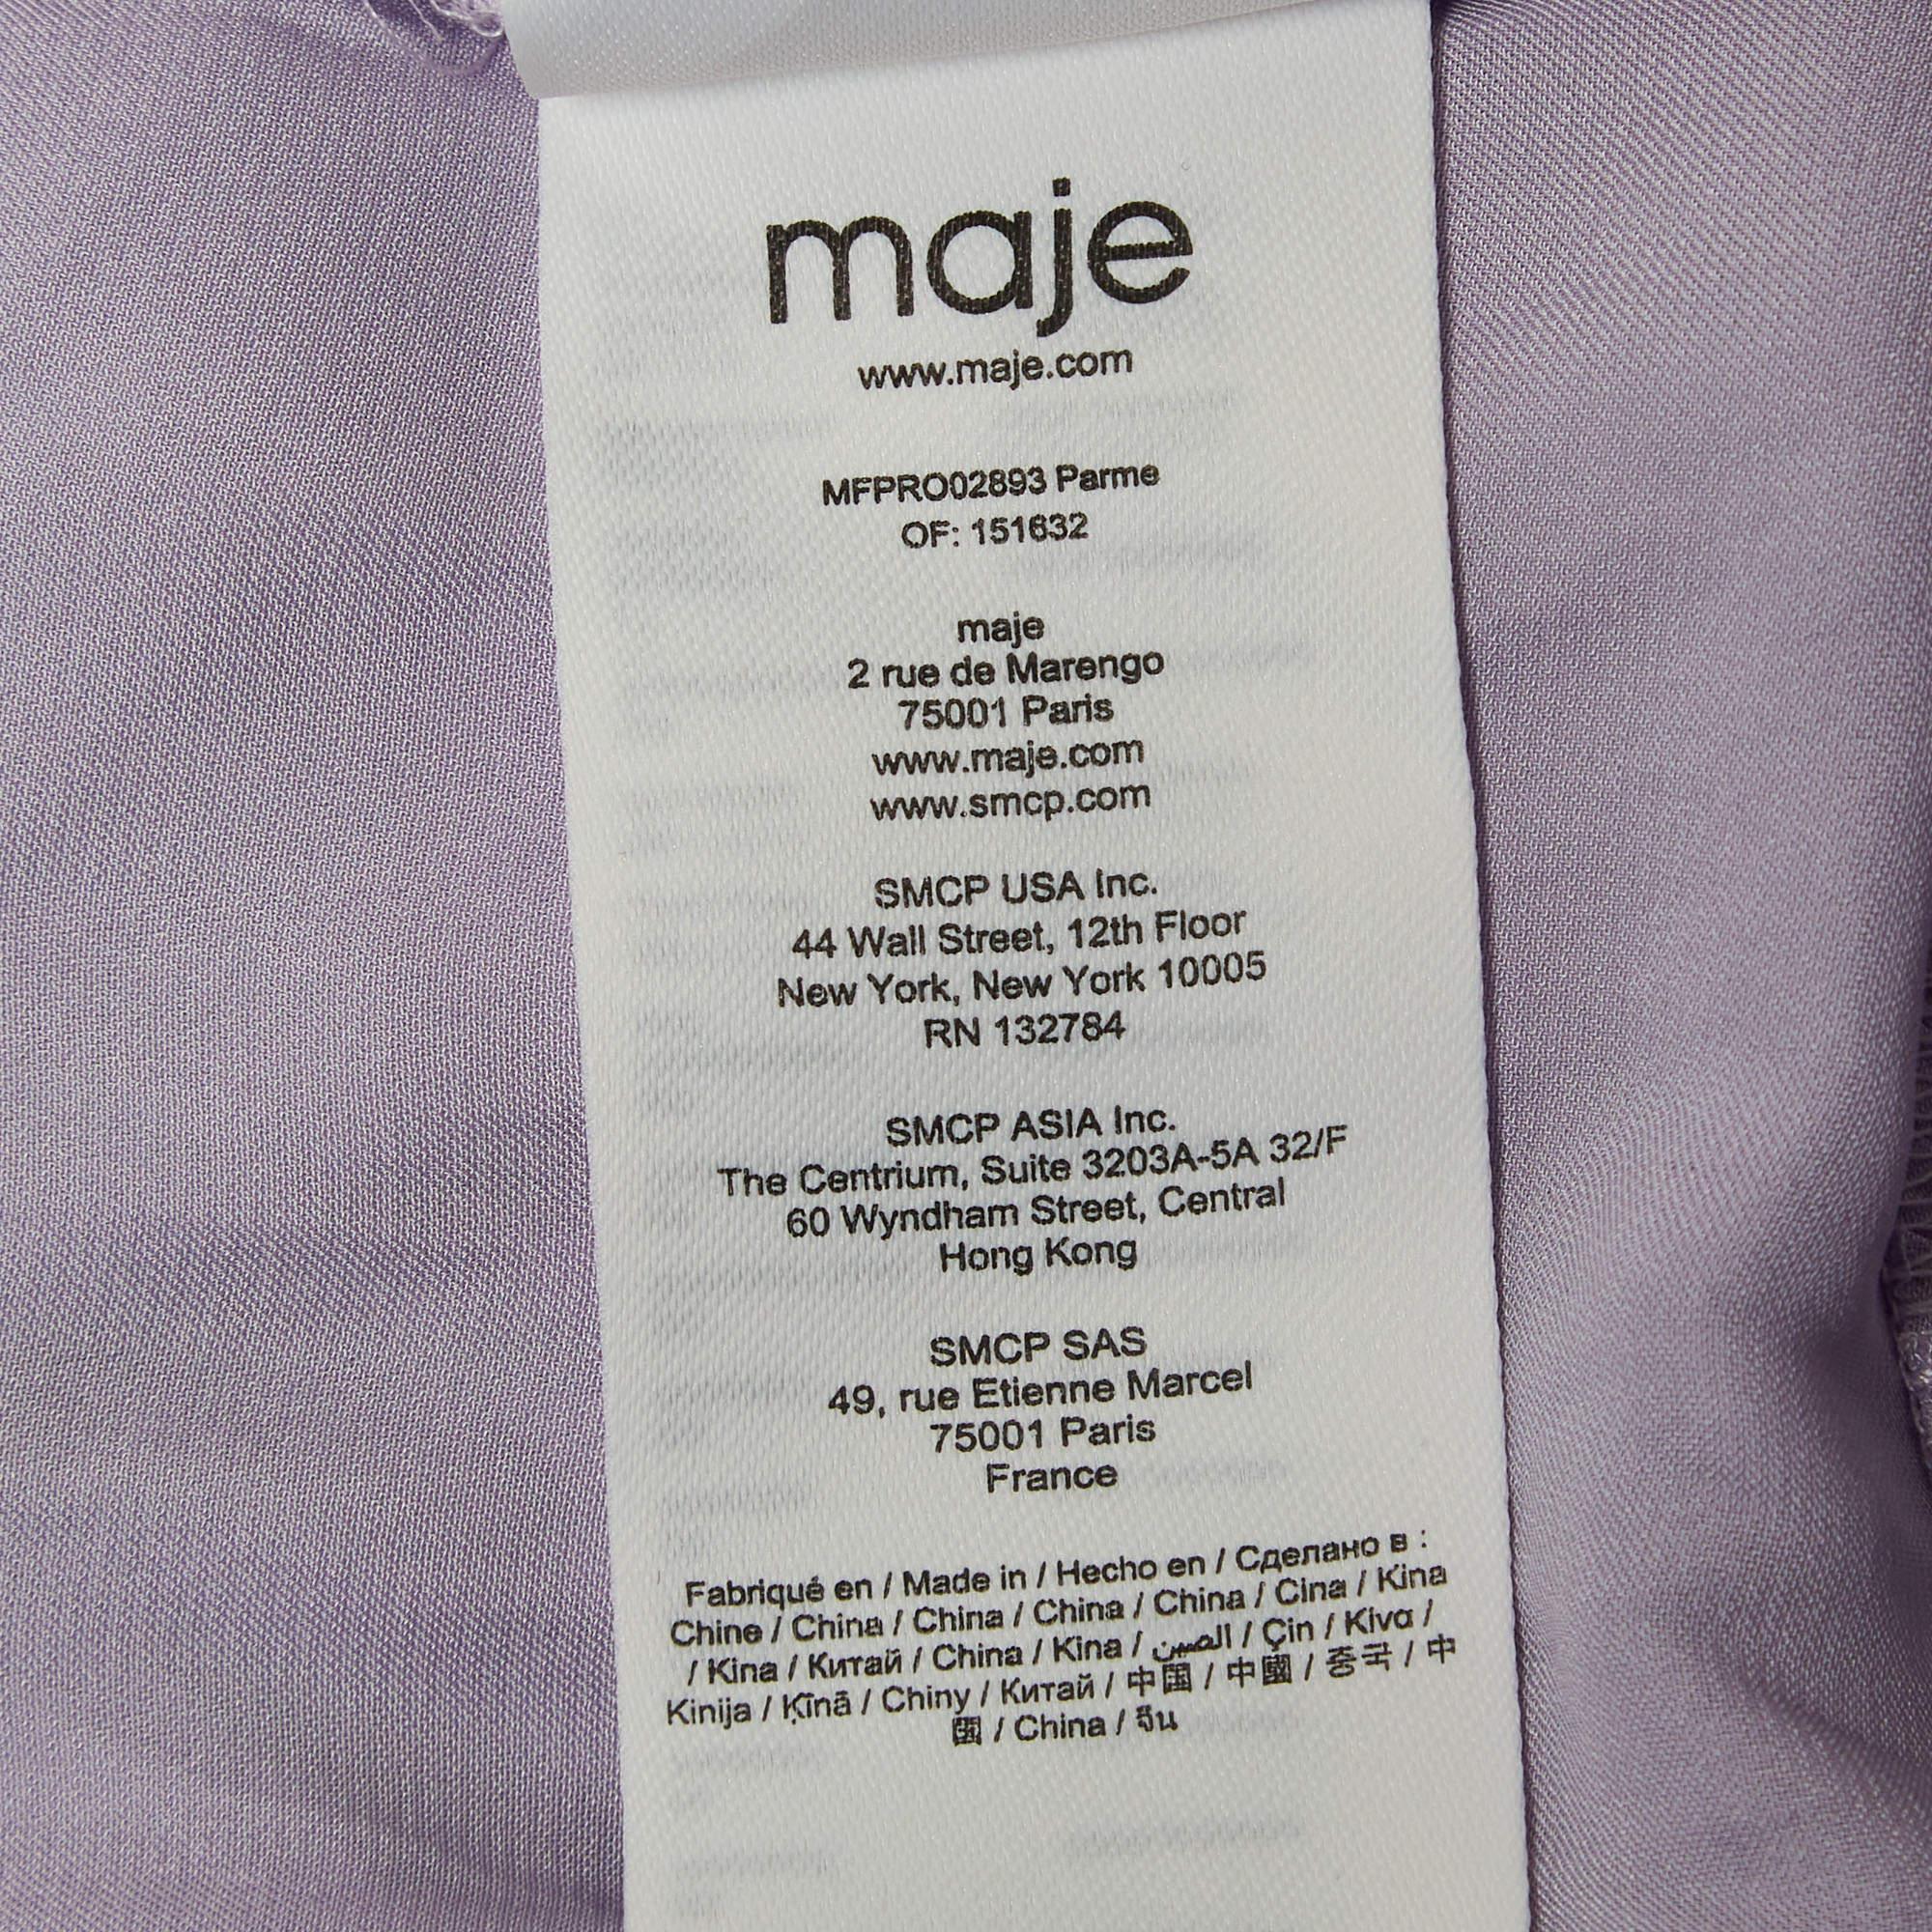 maje
www.maje.com
MFPRO02893 Parme
OF: 151632
maje
2 rue de Marengo
75001 Paris
www.maje.com
www.smcp.com
SMCP USA Inc.
44 Wall Street, 12th Floor
New York, New York 10005
RN 132784
SMCP ASIA Inc.
The Centrium, Suite 3203A-5A 32/F
60 Wyndham Street, Central
Hong Kong
SMCP SAS
49, rue Etienne Marcel
75001 Paris
France
Fabriqué en / Made in / Hecho en / Сделано в :
Chine / China / China / China / China / Cina / Kina
/ Kina / Китай / China / Kina / الصين / Çin / Κίνα /
Kinija / Ķīnā / Chiny / Китай / 中国 / 中國 / 중국 / 中
国 / China / จีน